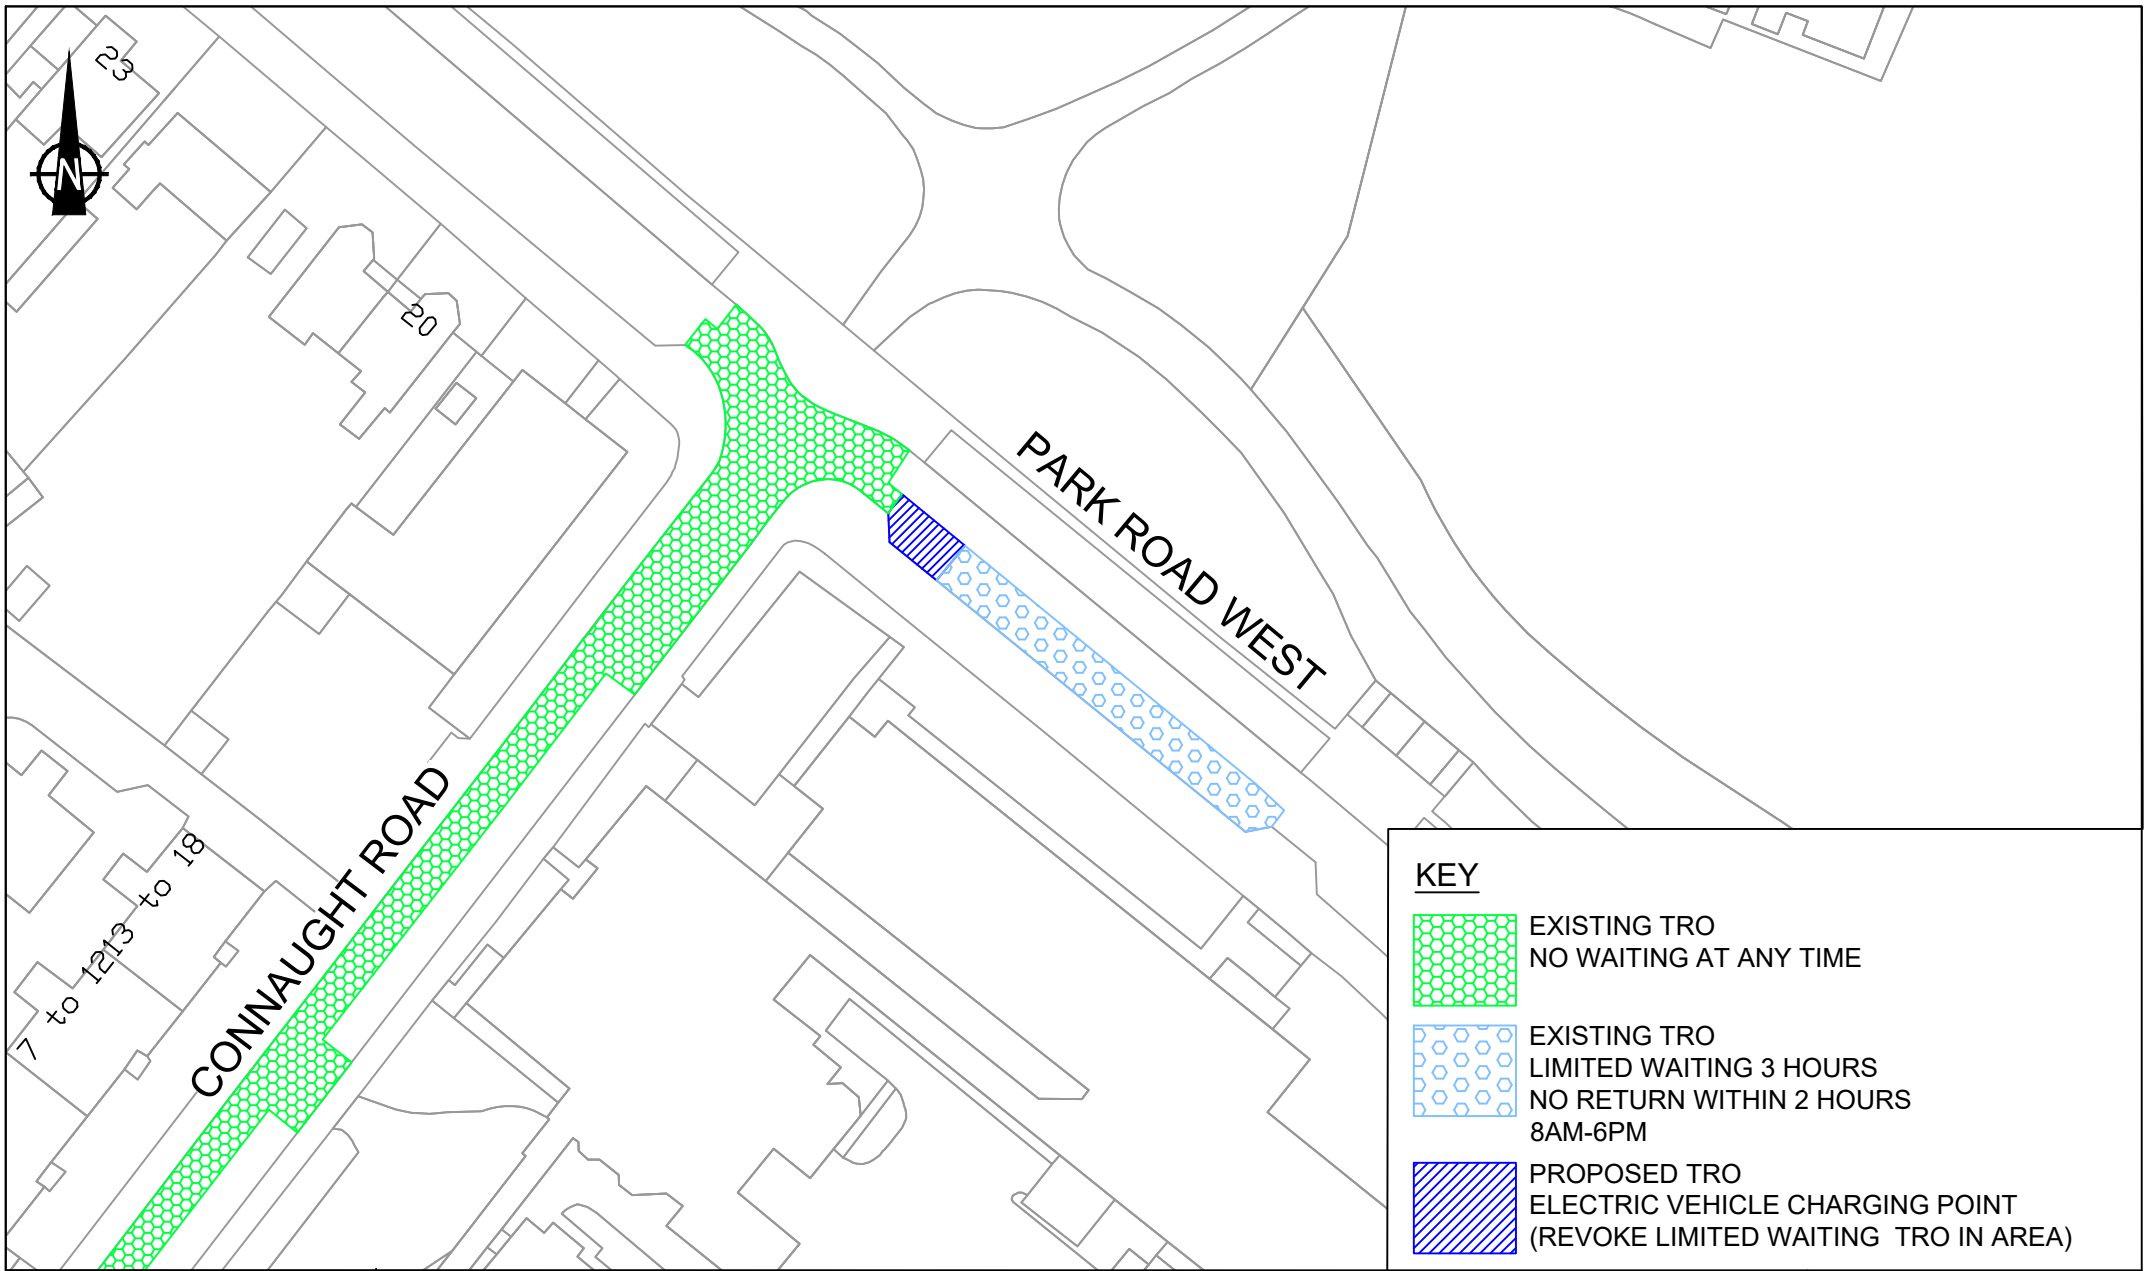 23
N
20
PARK ROAD WEST
CONNAUGHT ROAD
13 to 18
7 to 12
KEY
EXISTING TRO
NO WAITING AT ANY TIME
EXISTING TRO
LIMITED WAITING 3 HOURS
NO RETURN WITHIN 2 HOURS
8AM-6PM
PROPOSED TRO
ELECTRIC VEHICLE CHARGING POINT
(REVOKE LIMITED WAITING  TRO IN AREA)